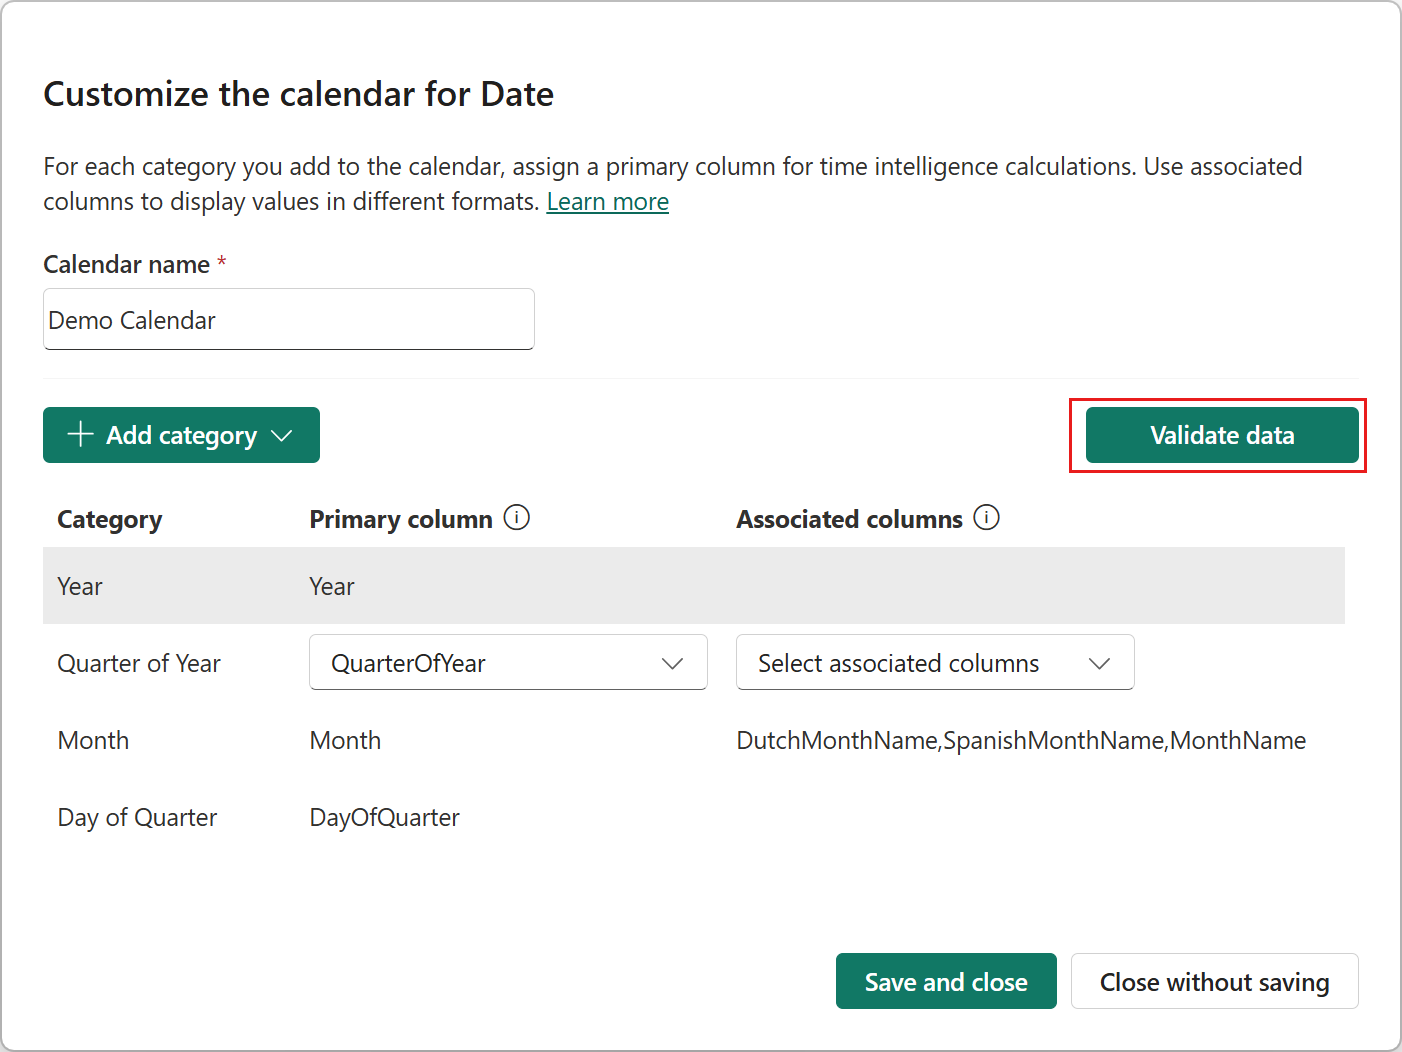 Customize the calendar for Date
For each category you add to the calendar, assign a primary column for time intelligence calculations. Use associated
columns to display values in different formats. Learn more
Calendar name *
Demo Calendar
Add category
Validate data
Category Primary column Associated columns
Year Year
Quarter of Year QuarterOfYear Select associated columns
Month Month DutchMonthName,SpanishMonthName,MonthName
Day of Quarter DayOfQuarter
Save and close Close without saving